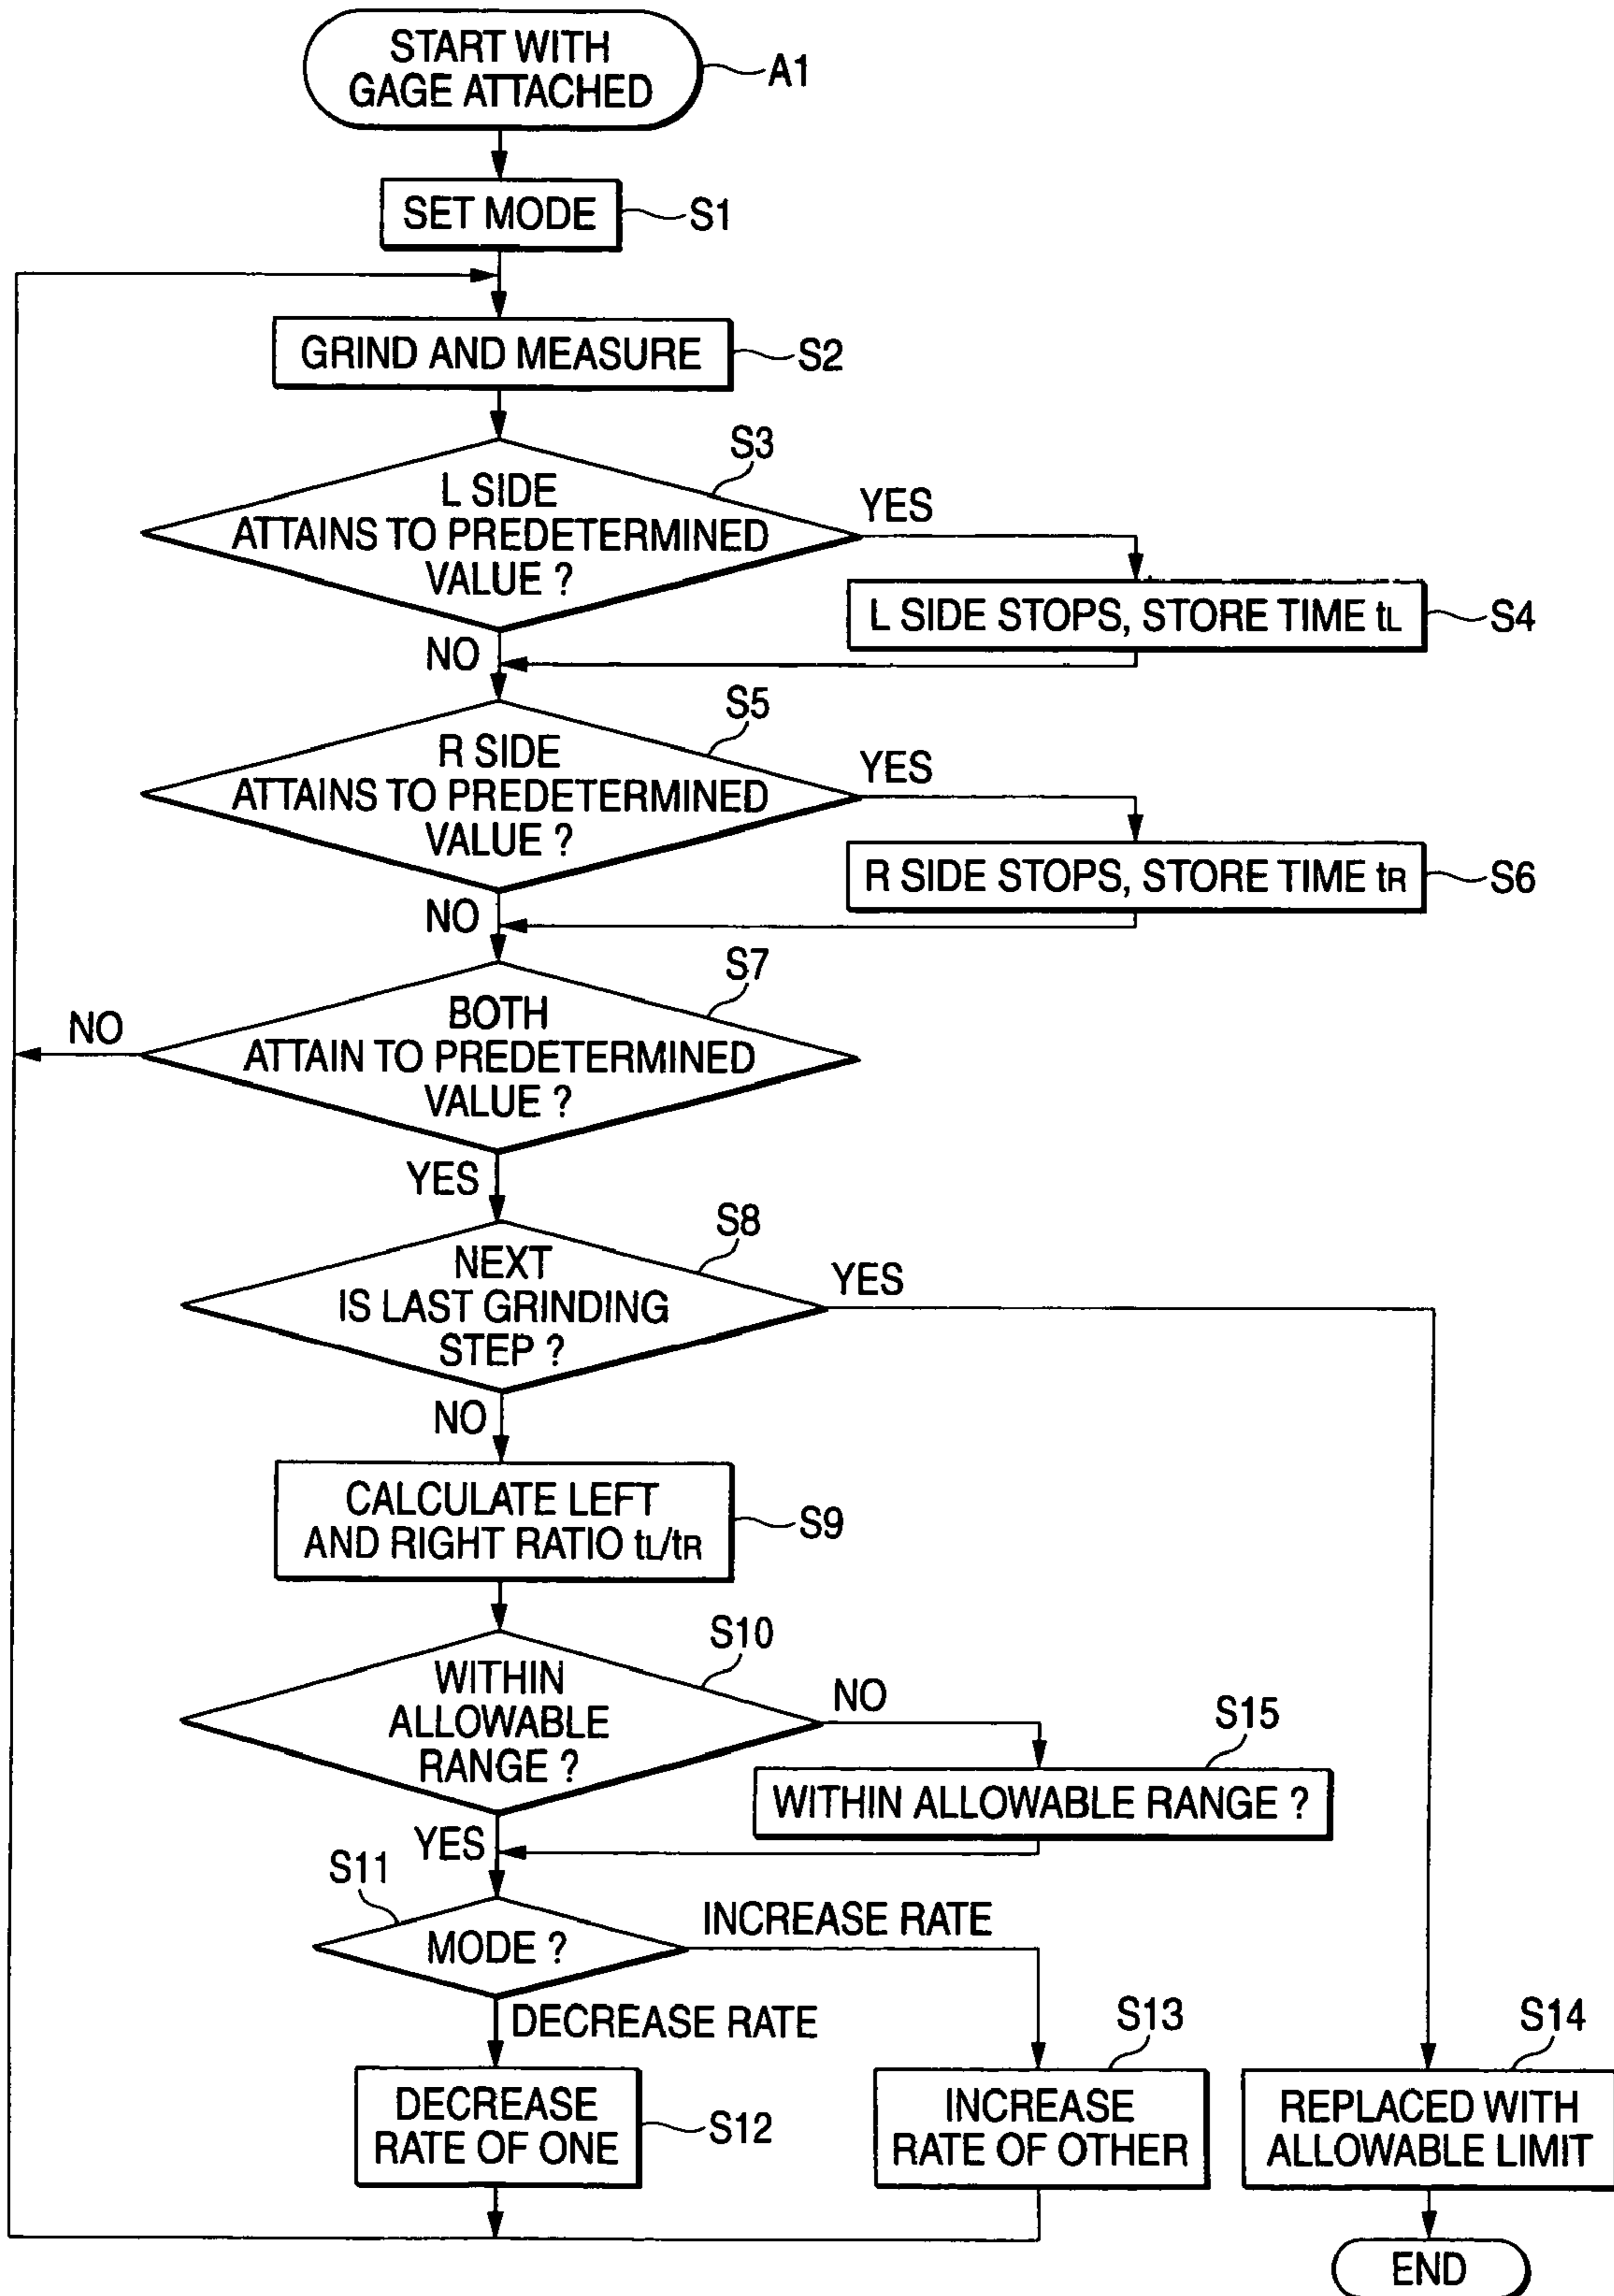 START WITH
GAGE ATTACHED
A1
SET MODE
S1
GRIND AND MEASURE
S2
S3
L SIDE
ATTAINS TO PREDETERMINED
VALUE ?
YES
L SIDE STOPS, STORE TIME tL
S4
NO
S5
R SIDE
ATTAINS TO PREDETERMINED
VALUE ?
YES
R SIDE STOPS, STORE TIME tR
S6
NO
S7
BOTH
ATTAIN TO PREDETERMINED
VALUE ?
NO
YES
S8
NEXT
IS LAST GRINDING
STEP ?
YES
NO
CALCULATE LEFT
AND RIGHT RATIO tL/tR
S9
S10
WITHIN
ALLOWABLE
RANGE ?
NO
S15
WITHIN ALLOWABLE RANGE ?
YES
S11
MODE ?
INCREASE RATE
DECREASE RATE
DECREASE
RATE OF ONE
S12
S13
INCREASE
RATE OF OTHER
S14
REPLACED WITH
ALLOWABLE LIMIT
END